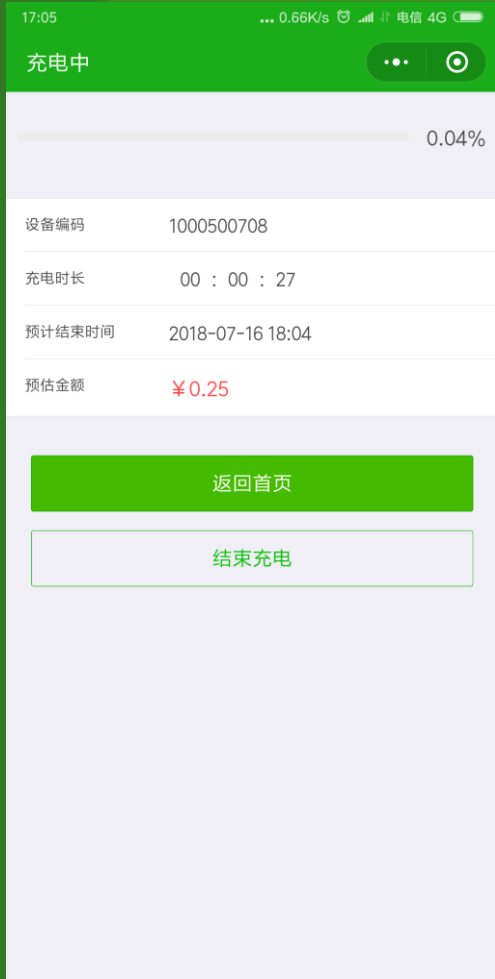 17:05 ... 0.66K/s 电信 4G
充电中
0.04%
设备编码 1000500708
充电时长 00 : 00 : 27
预计结束时间 2018-07-16 18:04
预估金额 ￥0.25
返回首页
结束充电